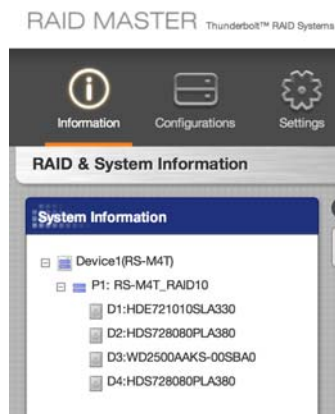 RAID MASTER Thunderbolt™ RAID Systems
Information Configurations Settings
RAID & System Information
System Information
Device1(RS-M4T)
P1: RS-M4T_RAID10
D1:HDE721010SLA330
D2:HDS728080PLA380
D3:WD2500AAKS-00SBA0
D4:HDS728080PLA380